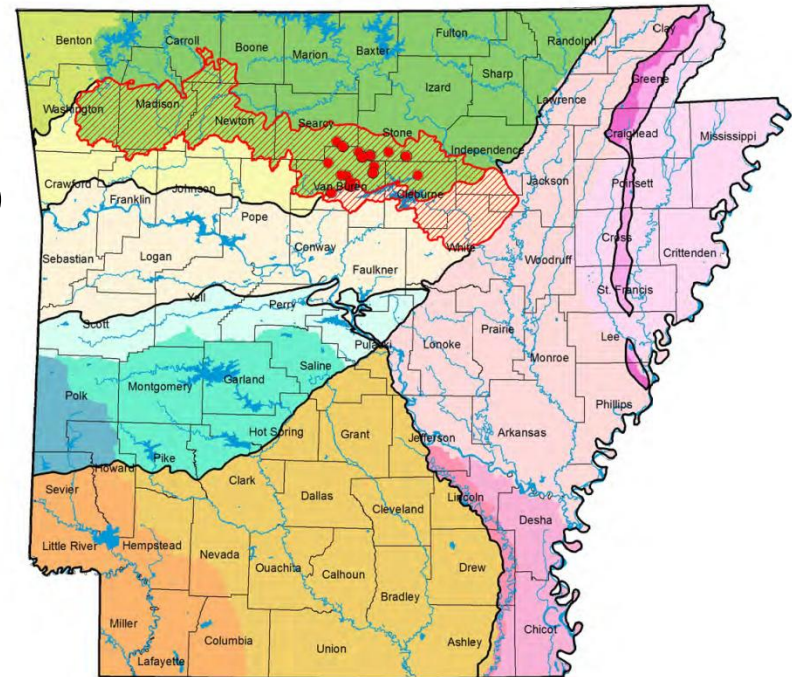 Benton
Carroll
Boone
Marion
Baxter
Fulton
Randolph
Clay
Washington
Madison
Newton
Searcy
Stone
Izard
Sharp
Lawrence
Greene
Independence
Craighead
Mississippi
Crawford
Franklin
Johnson
Van Buren
Cleburne
Jackson
Poinsett
Sebastian
Logan
Pope
Conway
Faulkner
White
Woodruff
Cross
Crittenden
St. Francis
Scott
Yell
Perry
Pulaski
Lonoke
Prairie
Monroe
Lee
Phillips
Polk
Montgomery
Garland
Saline
Hot Spring
Grant
Jefferson
Arkansas
Howard
Pike
Clark
Dallas
Cleveland
Lincoln
Desha
Sevier
Little River
Hempstead
Nevada
Ouachita
Calhoun
Bradley
Drew
Miller
Lafayette
Columbia
Union
Ashley
Chicot